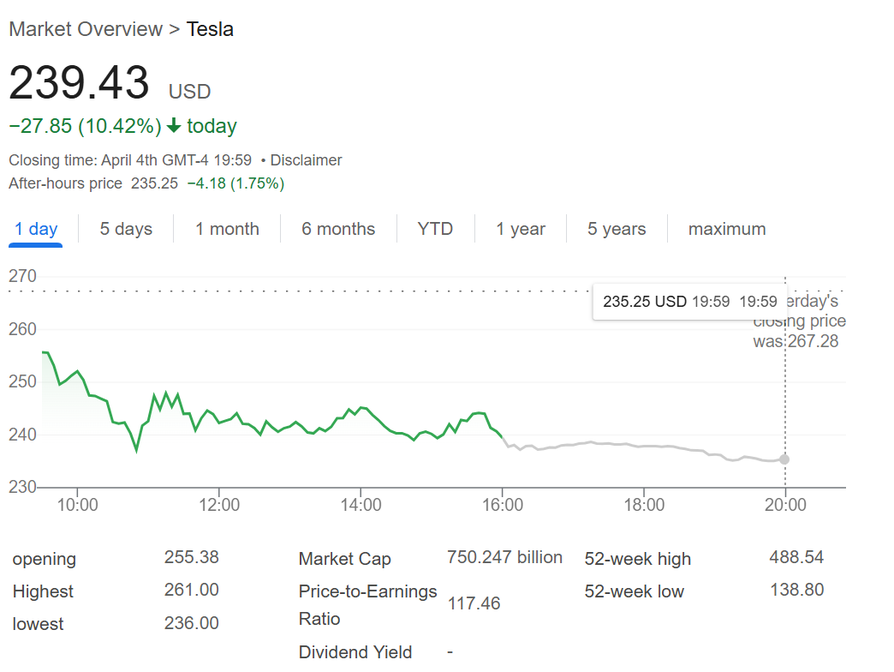 Market Overview > Tesla
239.43 USD
−27.85 (10.42%) ↓ today
Closing time: April 4th GMT-4 19:59 • Disclaimer
After-hours price 235.25 −4.18 (1.75%)
1 day 5 days 1 month 6 months YTD 1 year 5 years maximum
270
235.25 USD 19:59 19:59 erday's
closing price
was 267.28
260
250
240
230
10:00 12:00 14:00 16:00 18:00 20:00
opening 255.38 Market Cap 750.247 billion 52-week high 488.54
Highest 261.00 Price-to-Earnings Ratio 117.46 52-week low 138.80
lowest 236.00 Dividend Yield -